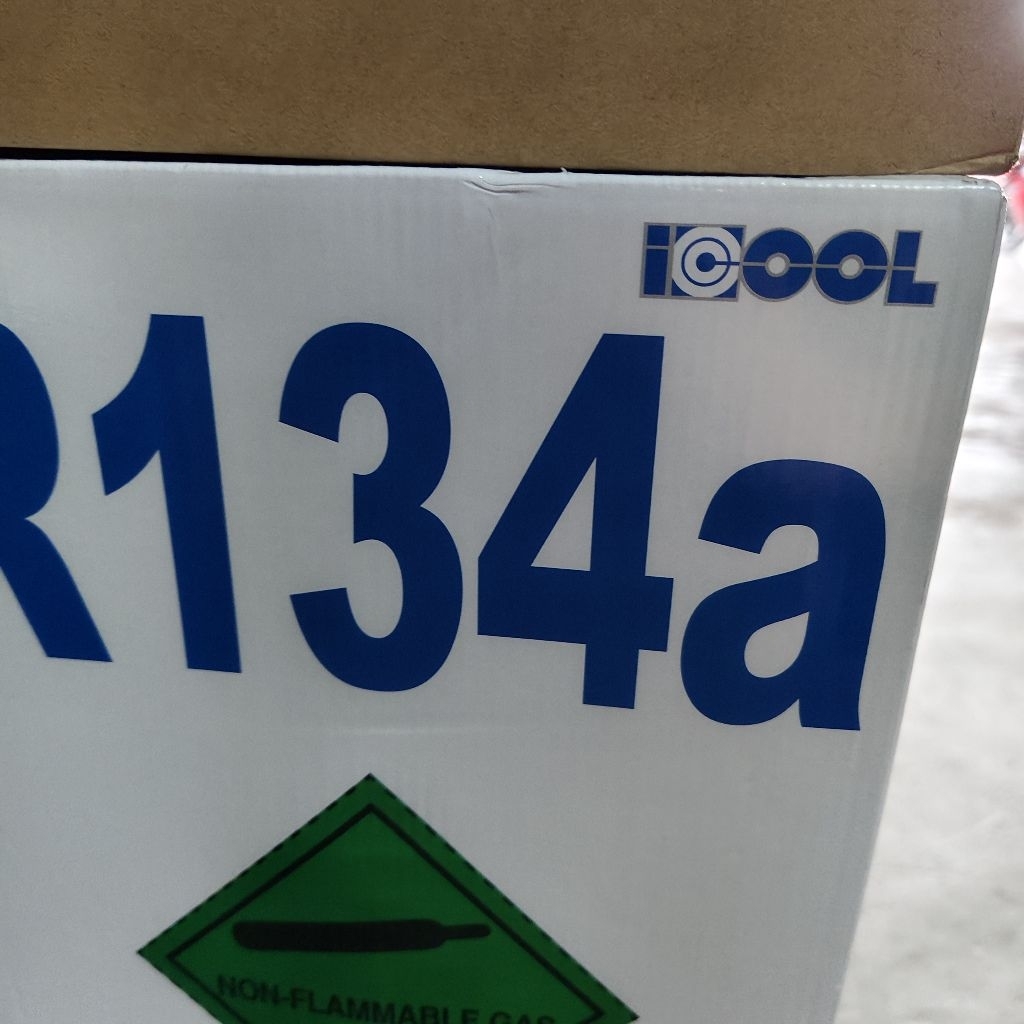 iCOOL
R134a
NON-FLAMMABLE GAS